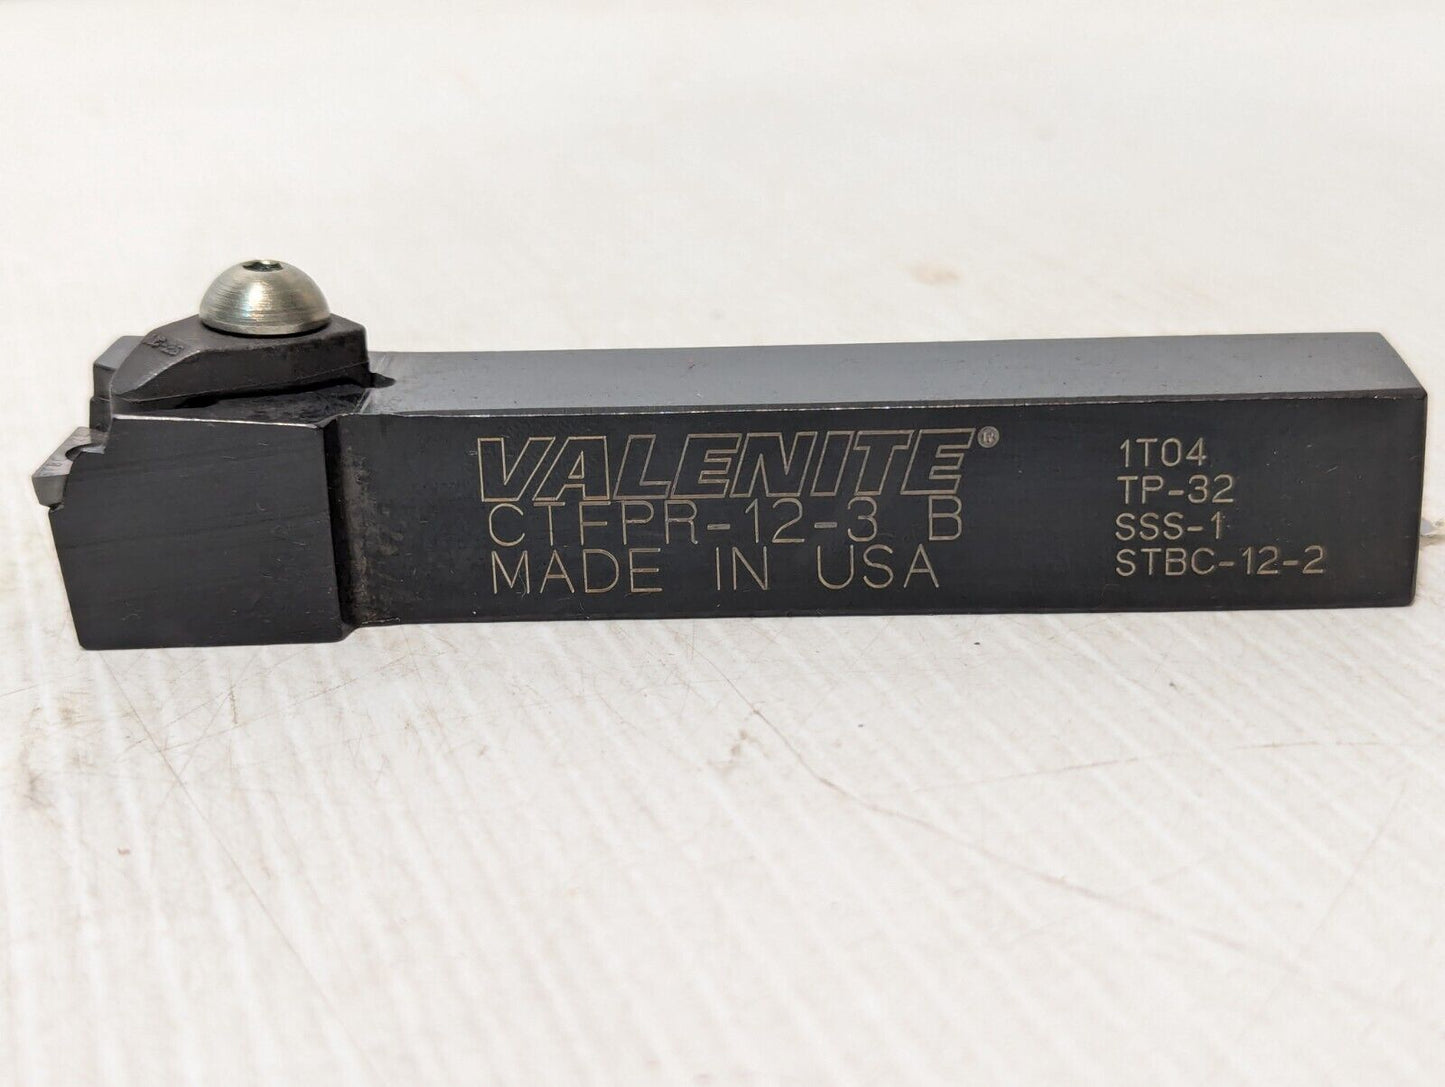 VALENITE®
CTFPR-12-3 B
MADE IN USA
1T04
TP-32
SSS-1
STBC-12-2